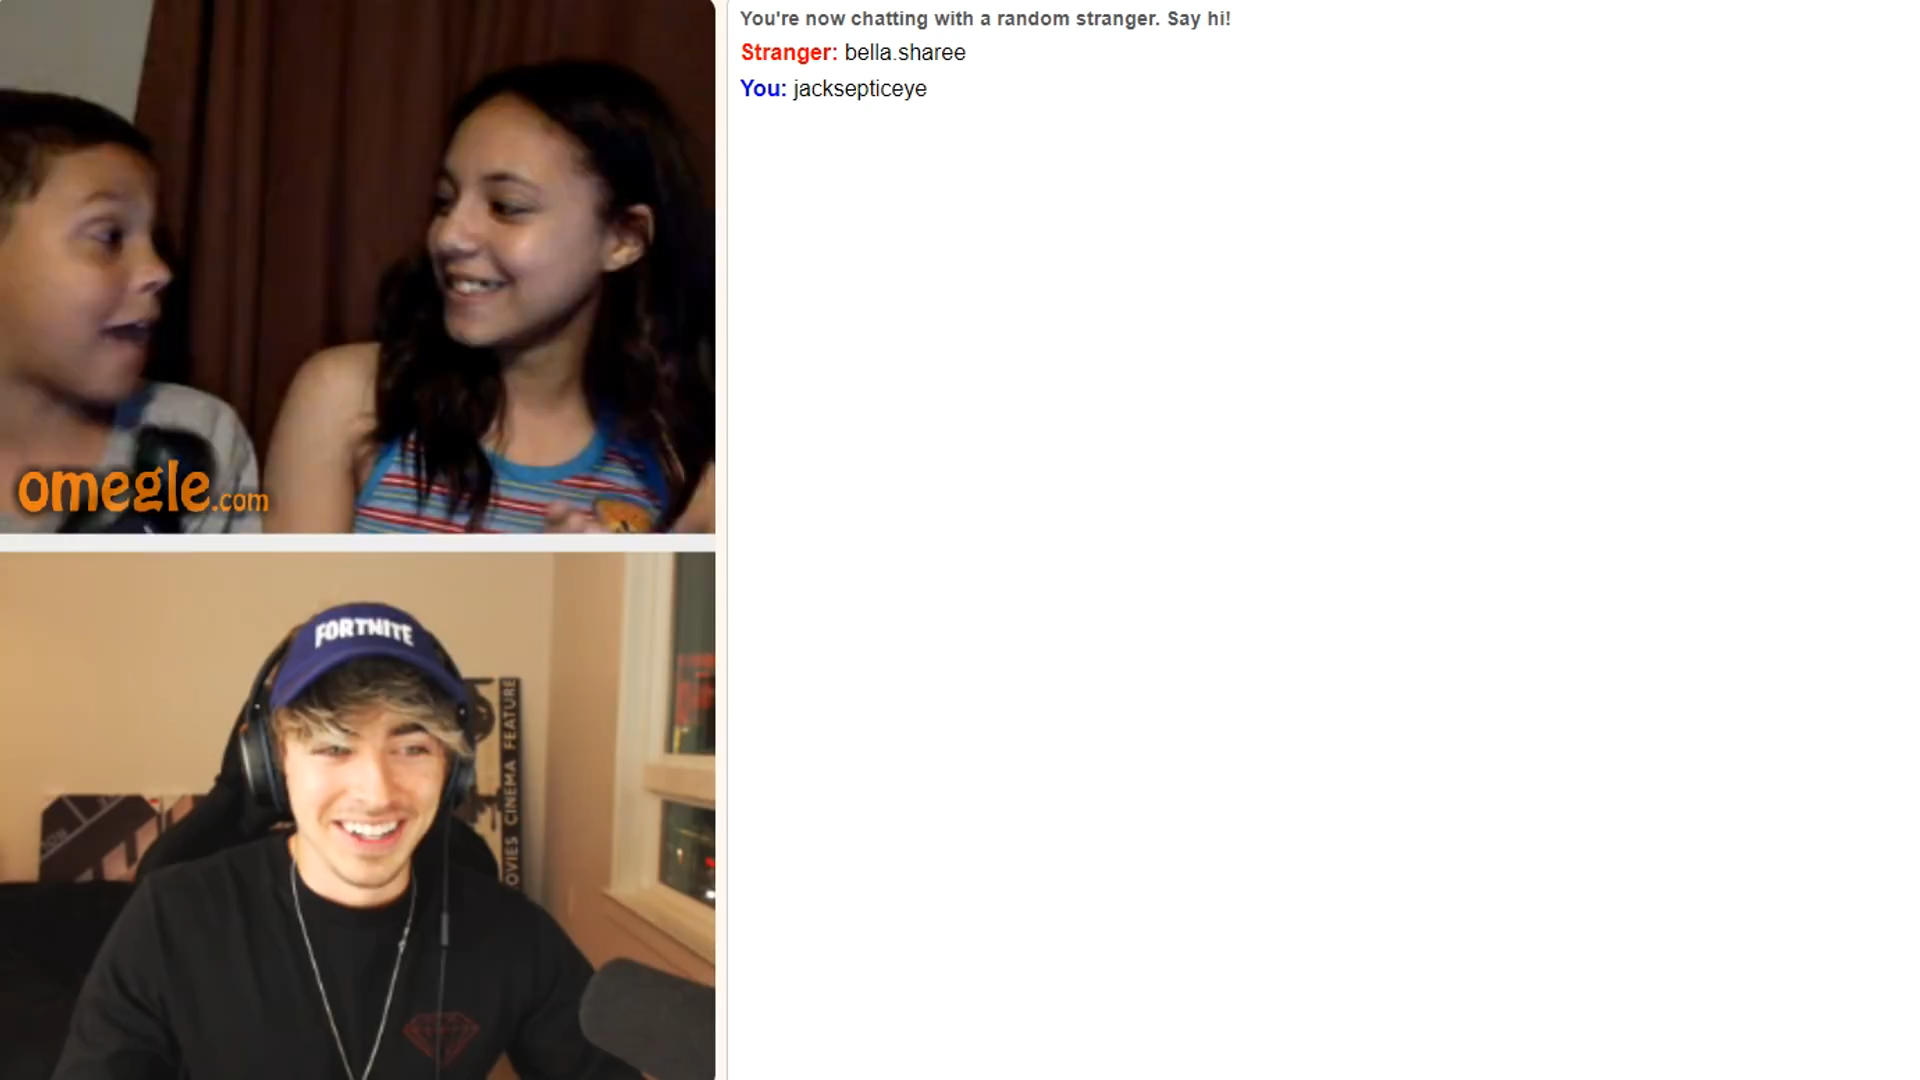 You're now chatting with a random stranger. Say hi!
Stranger: bella.sharee
You: jacksepticeye
omegle.com
FORTNITE
MOVIES CINEMA FEATURE